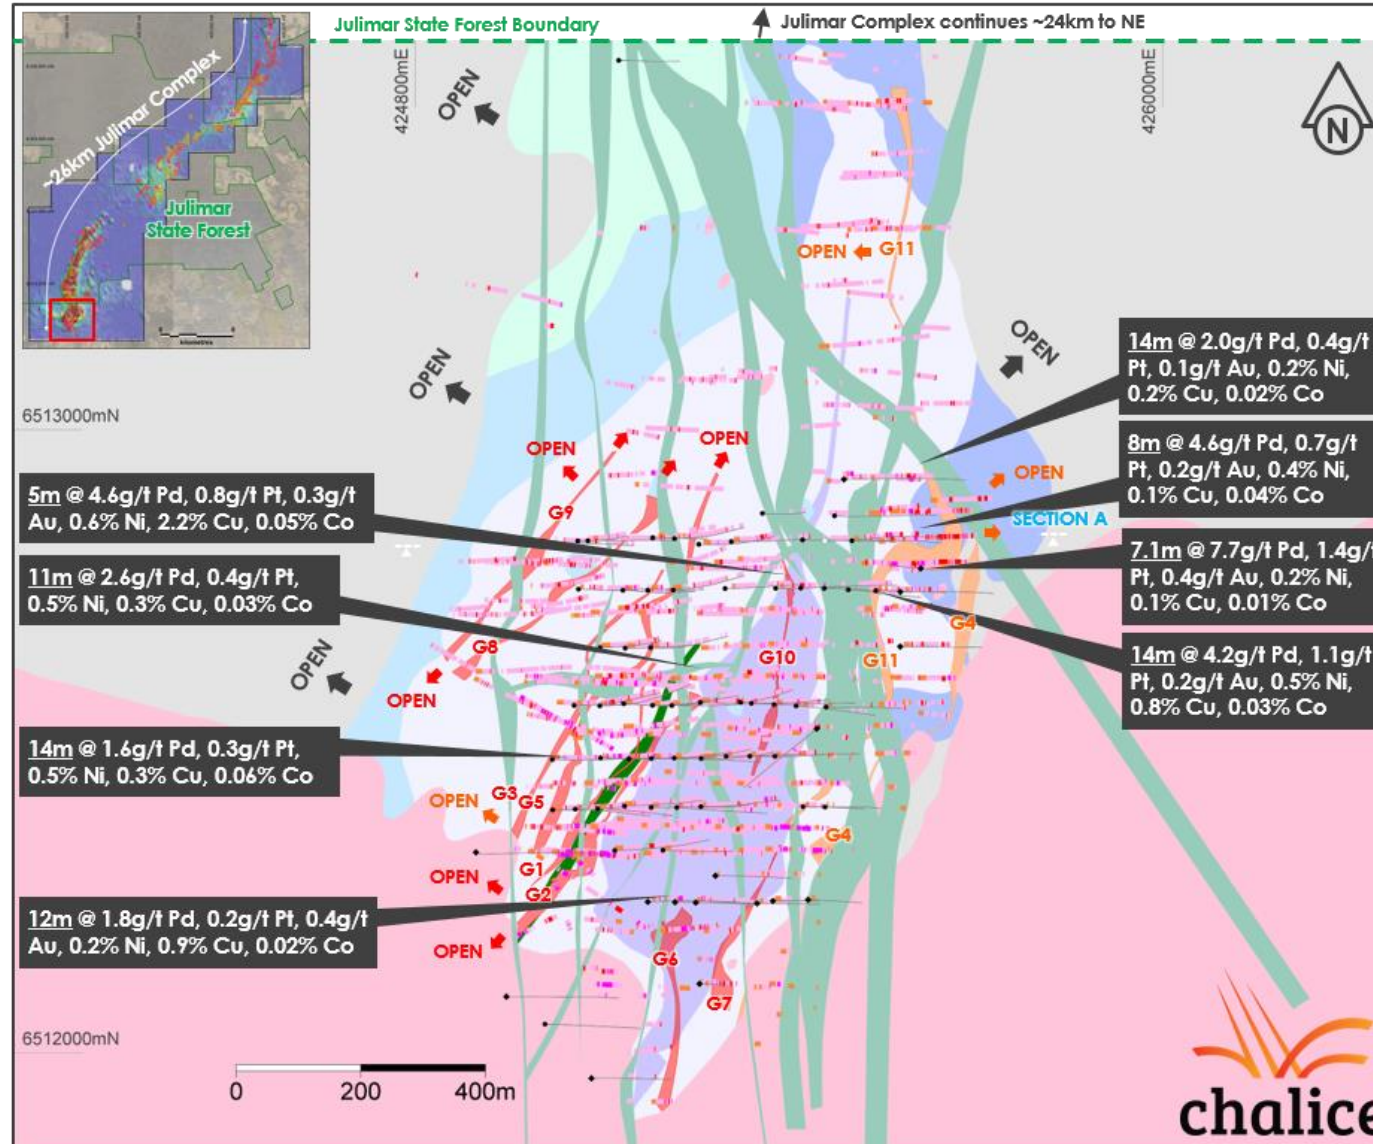 Julimar State Forest Boundary
Julimar Complex continues ~24km to NE
~26km Julimar Complex
Julimar
State Forest
kilometres
424800mE
426000mE
N
OPEN
OPEN G11
OPEN
OPEN
6513000mN
14m @ 2.0g/t Pd, 0.4g/t
Pt, 0.1g/t Au, 0.2% Ni,
0.2% Cu, 0.02% Co
8m @ 4.6g/t Pd, 0.7g/t
Pt, 0.2g/t Au, 0.4% Ni,
0.1% Cu, 0.04% Co
OPEN
OPEN
OPEN
SECTION A
G9
5m @ 4.6g/t Pd, 0.8g/t Pt, 0.3g/t
Au, 0.6% Ni, 2.2% Cu, 0.05% Co
7.1m @ 7.7g/t Pd, 1.4g/t
Pt, 0.4g/t Au, 0.2% Ni,
0.1% Cu, 0.01% Co
11m @ 2.6g/t Pd, 0.4g/t Pt,
0.5% Ni, 0.3% Cu, 0.03% Co
G4
G8
G10
G11
OPEN
OPEN
14m @ 4.2g/t Pd, 1.1g/t
Pt, 0.2g/t Au, 0.5% Ni,
0.8% Cu, 0.03% Co
14m @ 1.6g/t Pd, 0.3g/t Pt,
0.5% Ni, 0.3% Cu, 0.06% Co
G3
G5
OPEN
G4
G1
OPEN
G2
12m @ 1.8g/t Pd, 0.2g/t Pt, 0.4g/t
Au, 0.2% Ni, 0.9% Cu, 0.02% Co
OPEN
G6
G7
6512000mN
0 200 400m
chalice